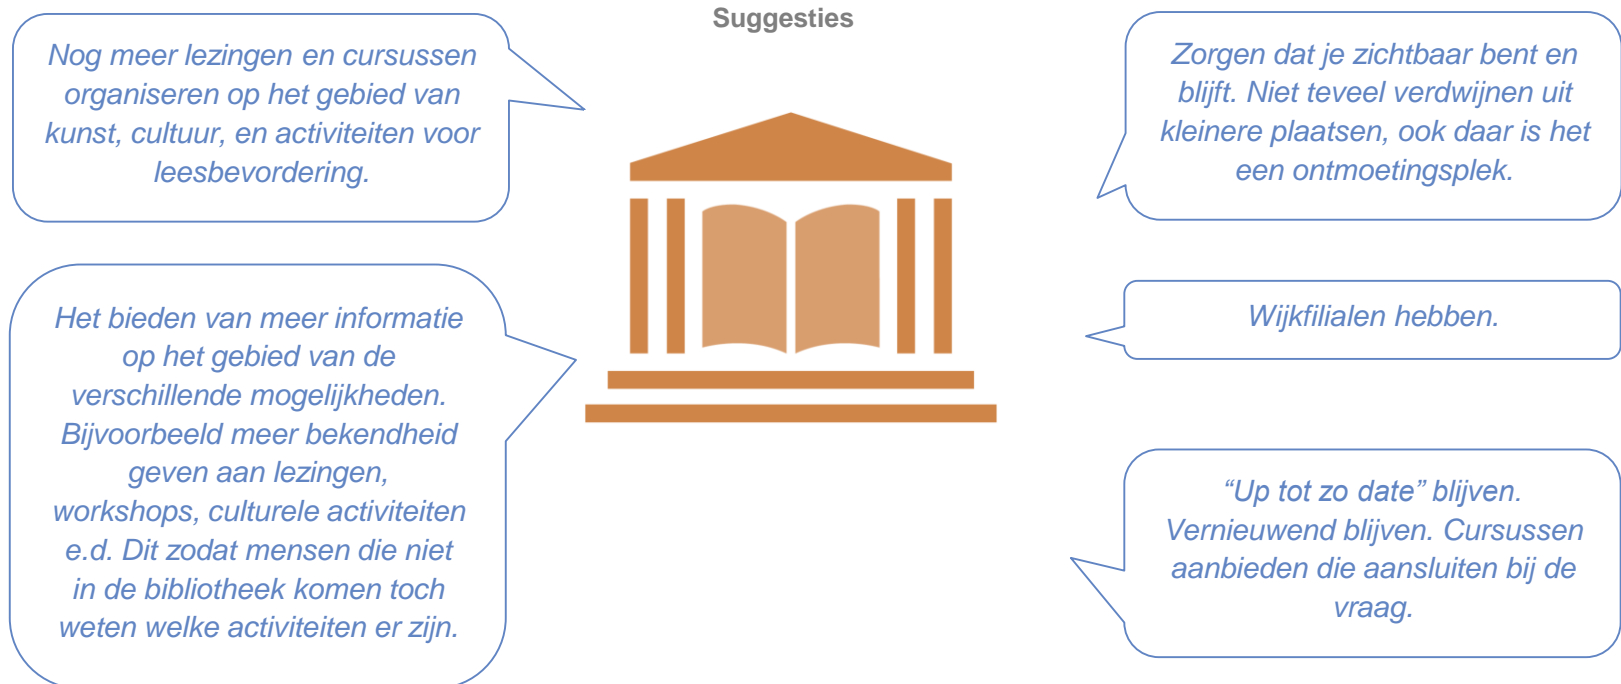 Suggesties
Nog meer lezingen en cursussen
organiseren op het gebied van
kunst, cultuur, en activiteiten voor
leesbevordering.
Zorgen dat je zichtbaar bent en
blijft. Niet teveel verdwijnen uit
kleinere plaatsen, ook daar is het
een ontmoetingsplek.
Het bieden van meer informatie
op het gebied van de
verschillende mogelijkheden.
Bijvoorbeeld meer bekendheid
geven aan lezingen,
workshops, culturele activiteiten
e.d. Dit zodat mensen die niet
in de bibliotheek komen toch
weten welke activiteiten er zijn.
Wijkfilialen hebben.
“Up tot zo date” blijven.
Vernieuwend blijven. Cursussen
aanbieden die aansluiten bij de
vraag.